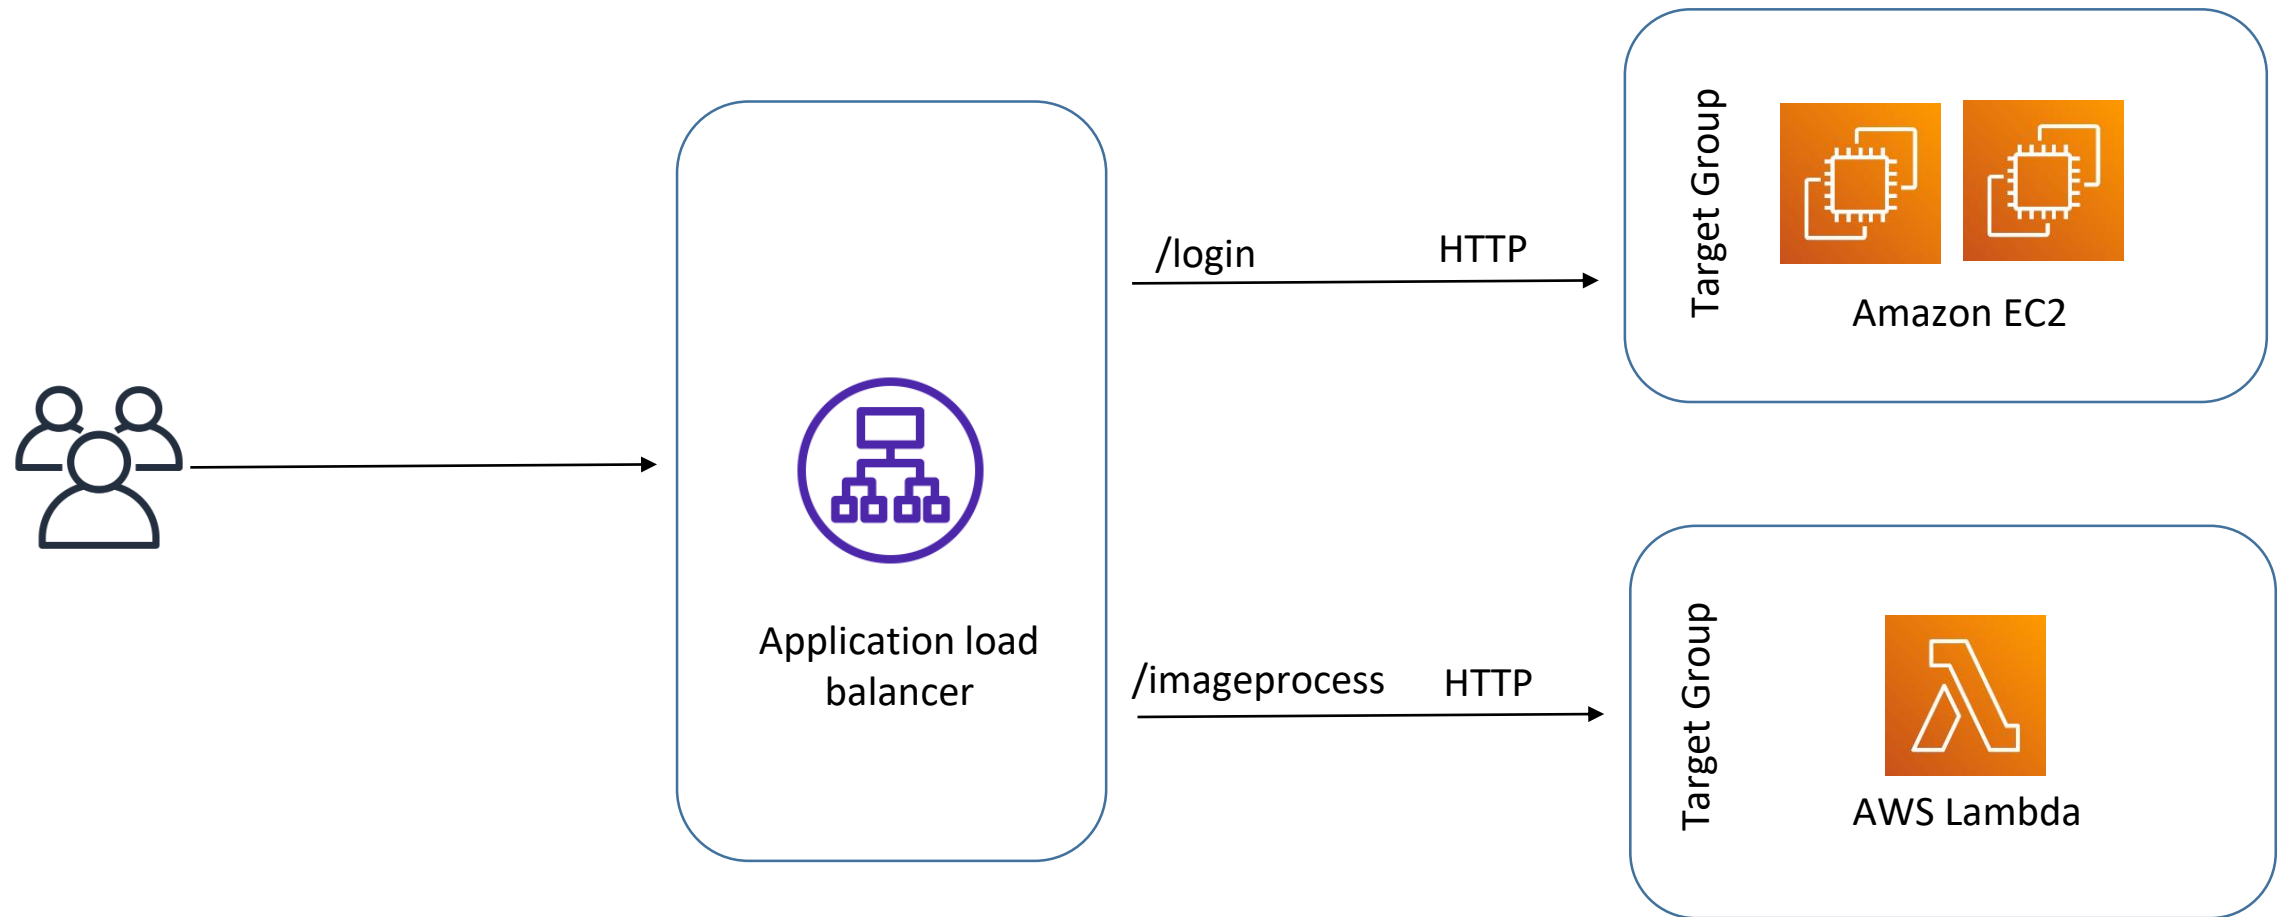 Application load
balancer
/login
HTTP
Target Group
Amazon EC2
/imageprocess
HTTP
Target Group
AWS Lambda